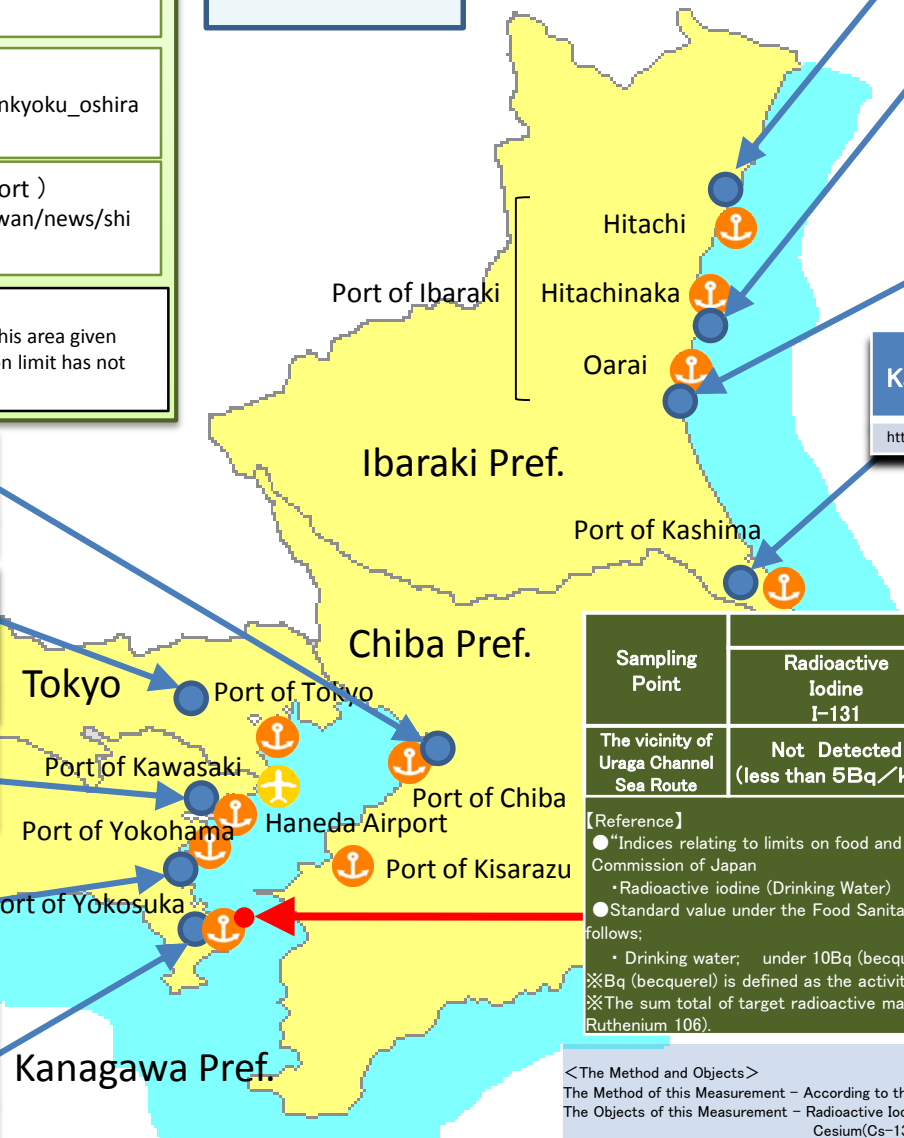 nkyoku_oshira
ort )
wan/news/shi
his area given
on limit has not
Hitachi
Port of Ibaraki
Hitachinaka
Oarai
K
htt
Ibaraki Pref.
Port of Kashima
Chiba Pref.
Tokyo
Port of Tokyo
Port of Kawasaki
Port of Chiba
Haneda Airport
Port of Yokohama
Port of Kisarazu
ort of Yokosuka
Kanagawa Pref.
Sampling
Point
Radioactive
Iodine
I-131
The vicinity of
Uraga Channel
Sea Route
Not Detected
(less than 5Bq/k
【Reference】
●“Indices relating to limits on food and
Commission of Japan
・Radioactive iodine (Drinking Water)
●Standard value under the Food Sanita
follows;
・Drinking water; under 10Bq (becqu
※Bq (becquerel) is defined as the activit
※The sum total of target radioactive ma
Ruthenium 106).
<The Method and Objects>
The Method of this Measurement - According to th
The Objects of this Measurement - Radioactive Iod
Cesium(Cs-13